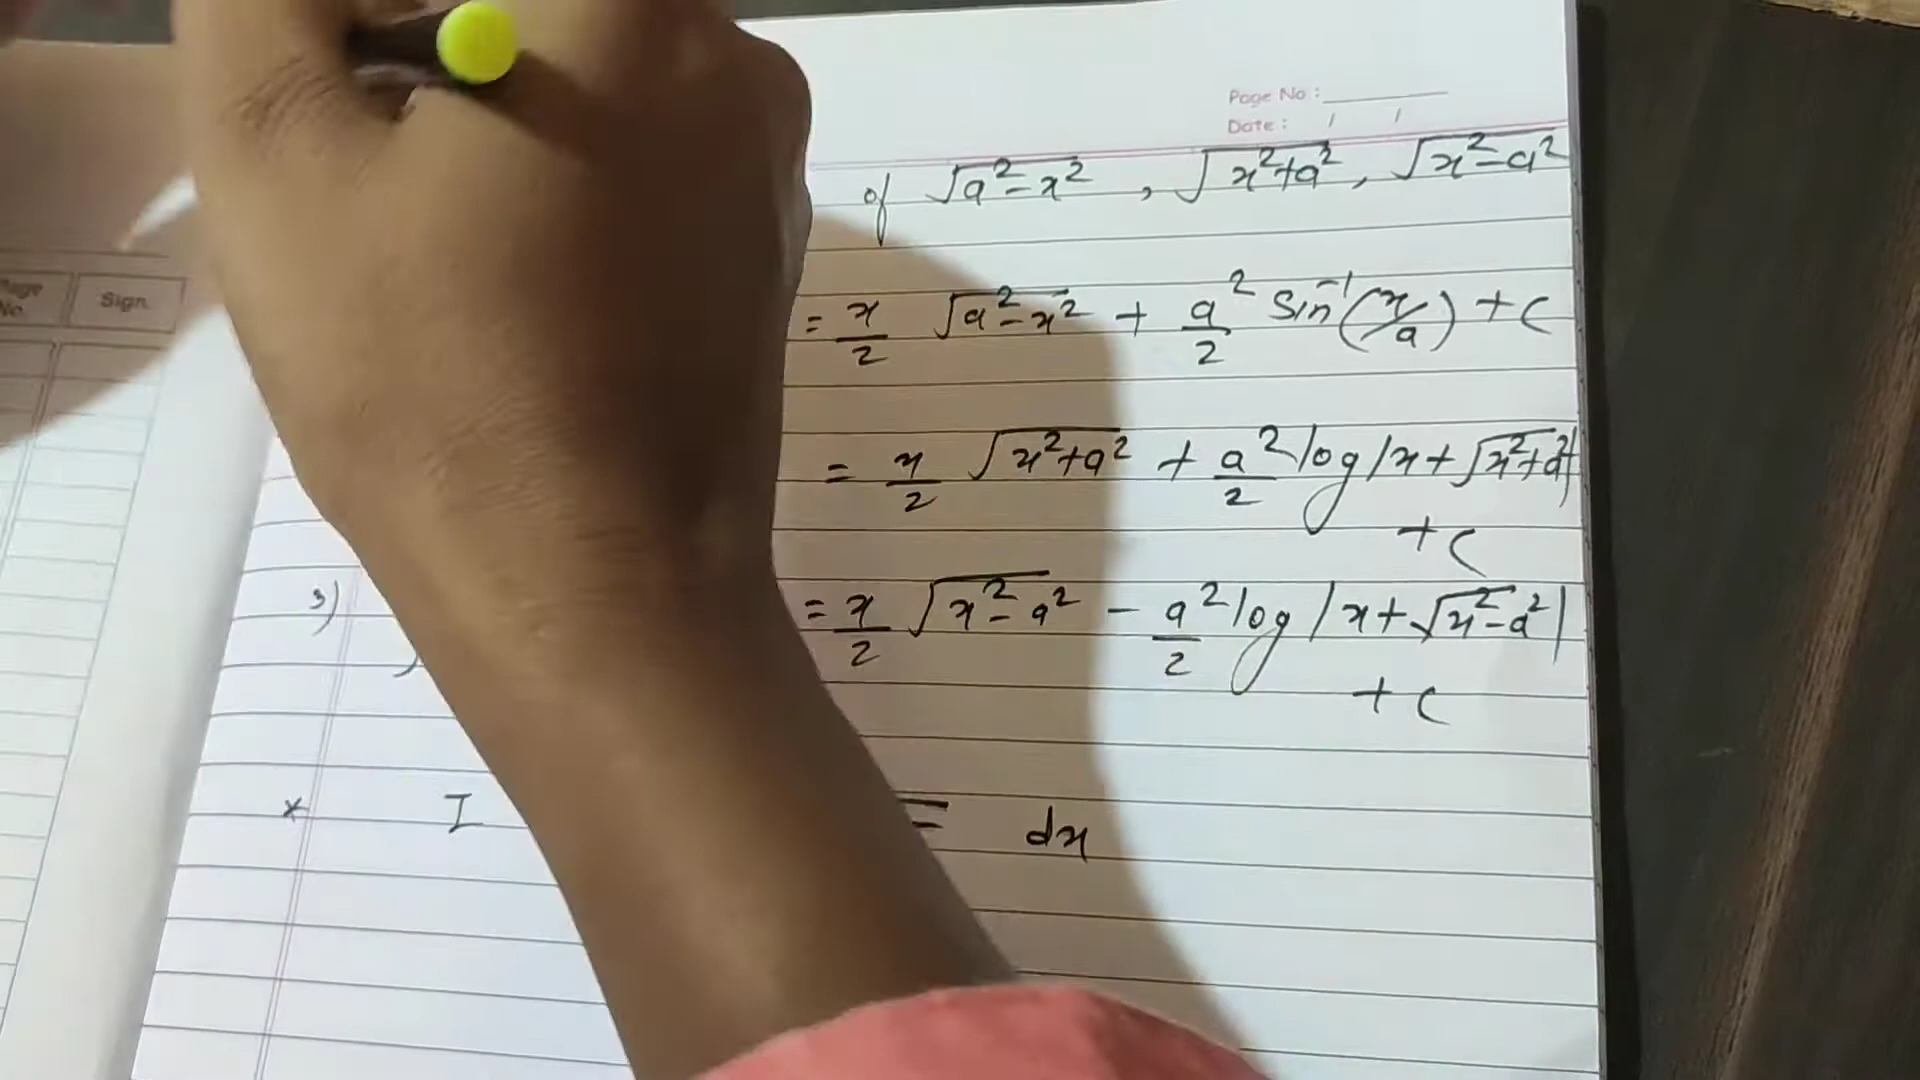 Page No :
Date : / /
of √a²-x² , √x²+a² , √x²-a²
Sign.
= x/2 √a²-x² + a²/2 Sin⁻¹(x/a) + C
= x/2 √x²+a² + a²/2 log|x+√x²+a²|
+ C
3)
= x/2 √x²-a² - a²/2 log|x+√x²-a²|
+ C
* I = dx